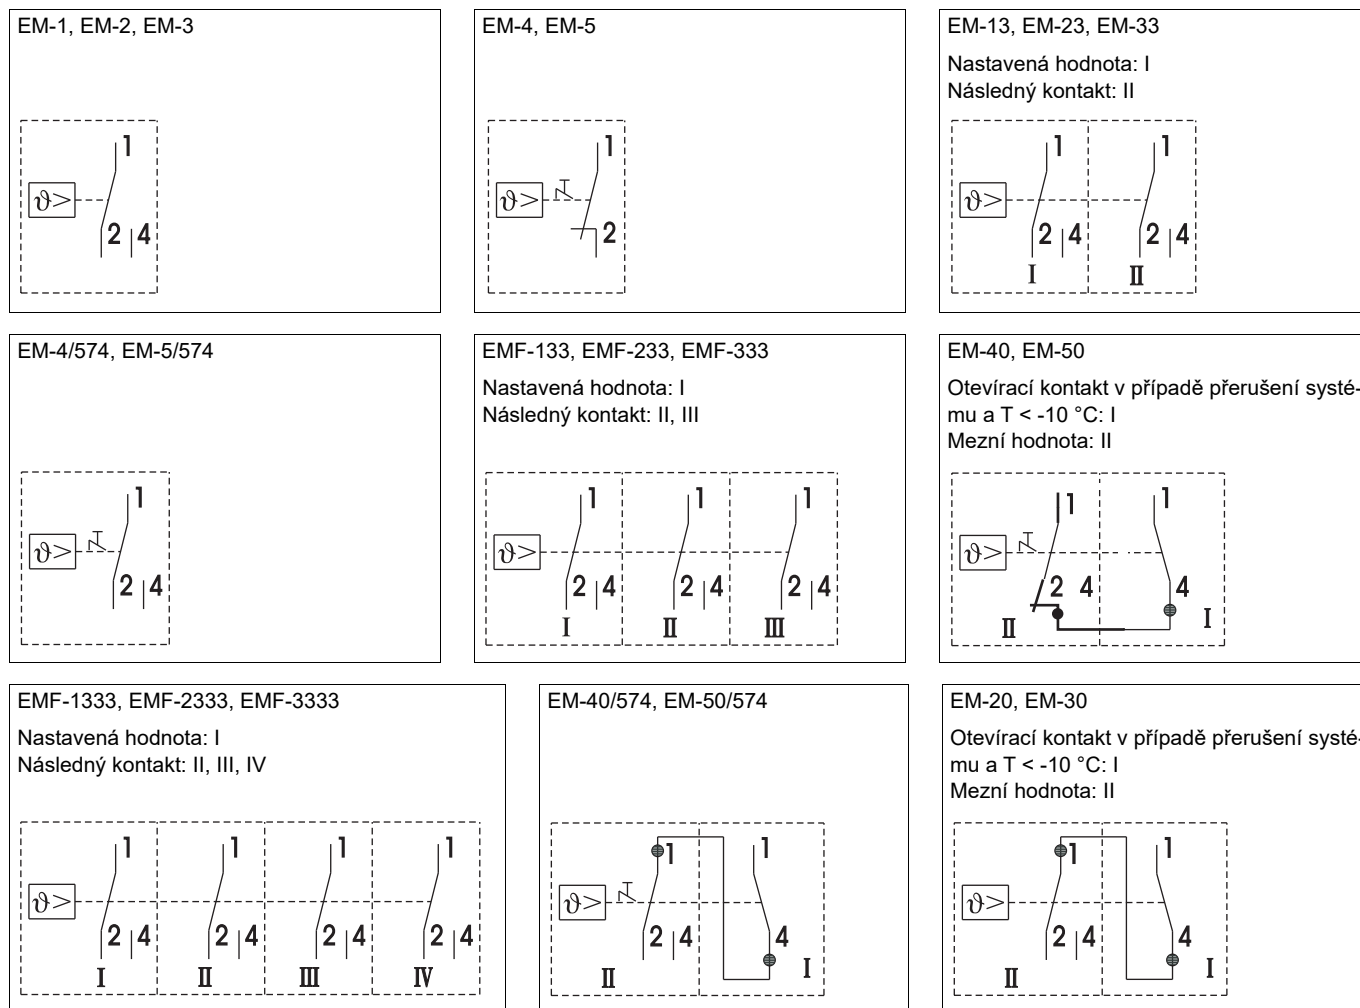 EM-1, EM-2, EM-3
1
ϑ>
2 4
EM-4, EM-5
1
ϑ>
2
EM-13, EM-23, EM-33
Nastavená hodnota: I
Následný kontakt: II
1 1
ϑ>
2 4 2 4
I II
EM-4/574, EM-5/574
1
ϑ>
2 4
EMF-133, EMF-233, EMF-333
Nastavená hodnota: I
Následný kontakt: II, III
1 1 1
ϑ>
2 4 2 4 2 4
I II III
EM-40, EM-50
Otevírací kontakt v případě přerušení systé-
mu a T < -10 °C: I
Mezní hodnota: II
1 1
ϑ>
2 4 4
II I
EMF-1333, EMF-2333, EMF-3333
Nastavená hodnota: I
Následný kontakt: II, III, IV
1 1 1 1
ϑ>
2 4 2 4 2 4 2 4
I II III IV
EM-40/574, EM-50/574
1 1
ϑ>
2 4 4
II I
EM-20, EM-30
Otevírací kontakt v případě přerušení systé-
mu a T < -10 °C: I
Mezní hodnota: II
1 1
ϑ>
2 4 4
II I